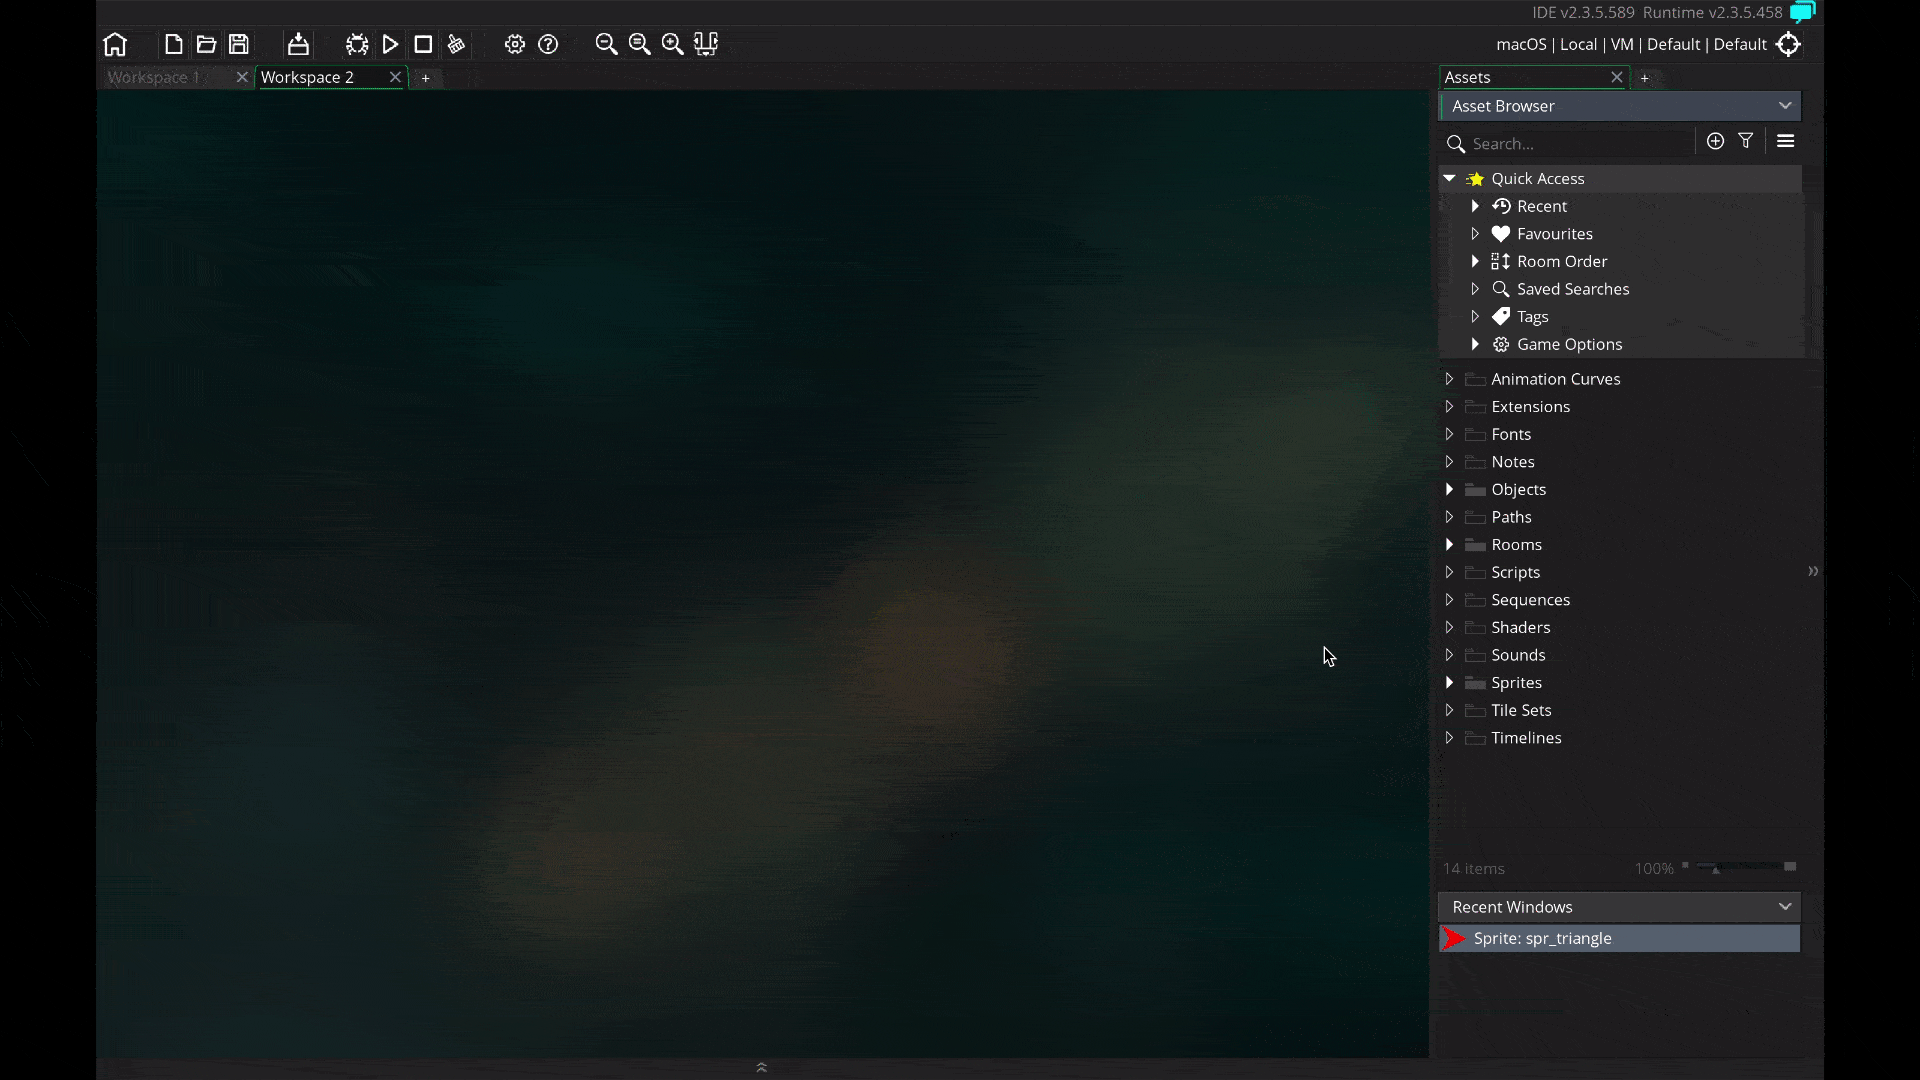 IDE v2.3.5.589 Runtime v2.3.5.458
macOS | Local | VM | Default | Default
Workspace 1
Workspace 2
+
Assets
+
Asset Browser
Search...
Quick Access
Recent
Favourites
Room Order
Saved Searches
Tags
Game Options
Animation Curves
Extensions
Fonts
Notes
Objects
Paths
Rooms
Scripts
Sequences
Shaders
Sounds
Sprites
Tile Sets
Timelines
14 items
100%
Recent Windows
Sprite: spr_triangle